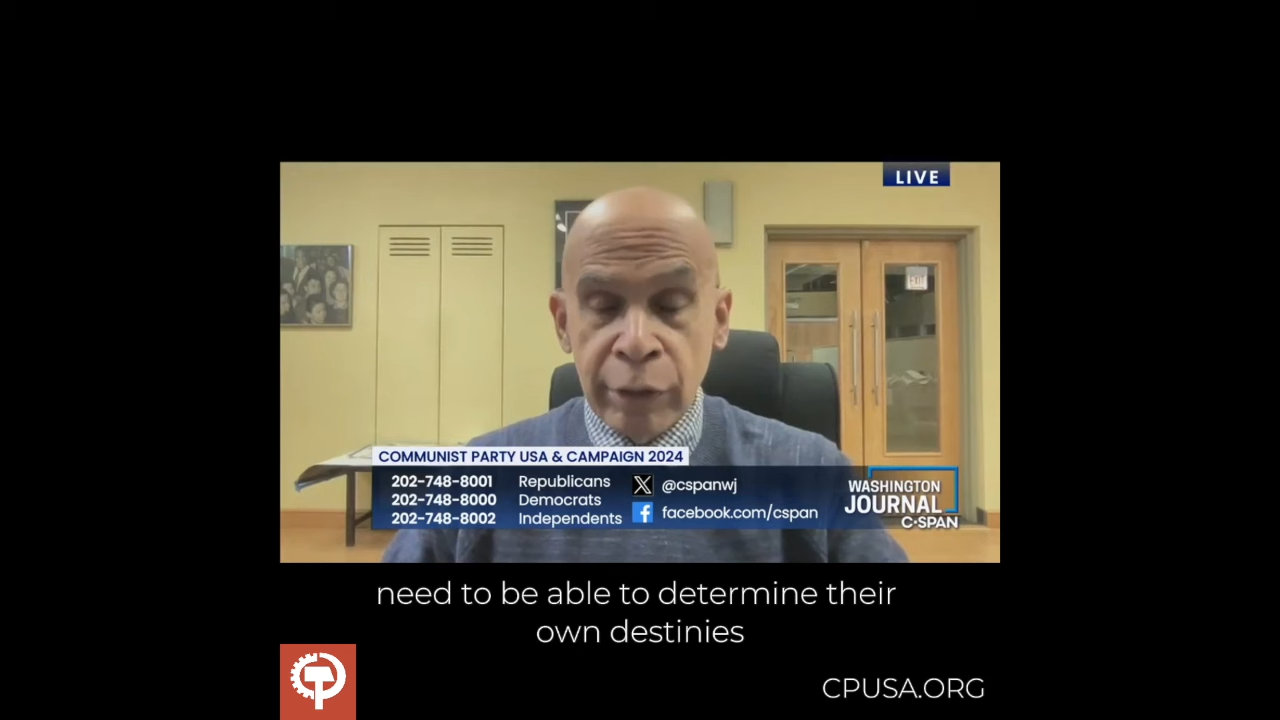 LIVE
EXIT
COMMUNIST PARTY USA & CAMPAIGN 2024
202-748-8001 Republicans
202-748-8000 Democrats
202-748-8002 Independents
@cspanwj
facebook.com/cspan
WASHINGTON
JOURNAL
C-SPAN
need to be able to determine their
own destinies
CPUSA.ORG